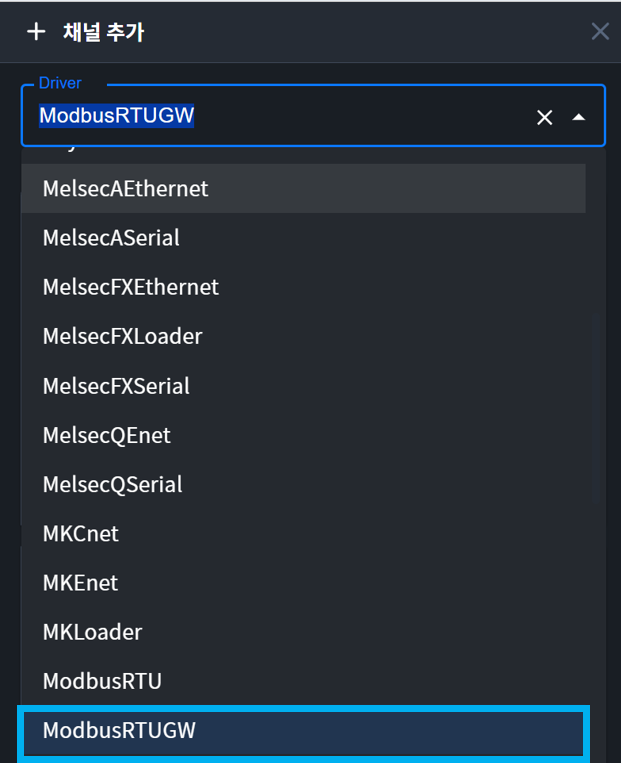 채널 추가
Driver
ModbusRTUGW
MelsecAEthernet
MelsecASerial
MelsecFXEthernet
MelsecFXLoader
MelsecFXSerial
MelsecQEnet
MelsecQSerial
MKCnet
MKEnet
MKLoader
ModbusRTU
ModbusRTUGW